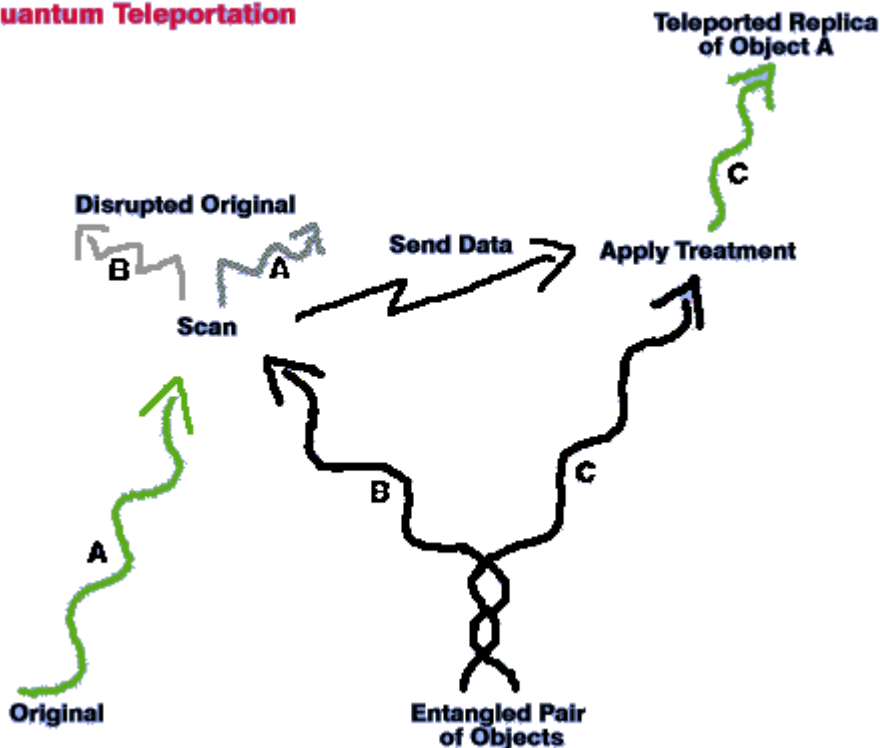 uantum Teleportation
Teleported Replica
of Object A
C
Disrupted Original
B
A
Send Data
Apply Treatment
Scan
B
C
A
Original
Entangled Pair
of Objects